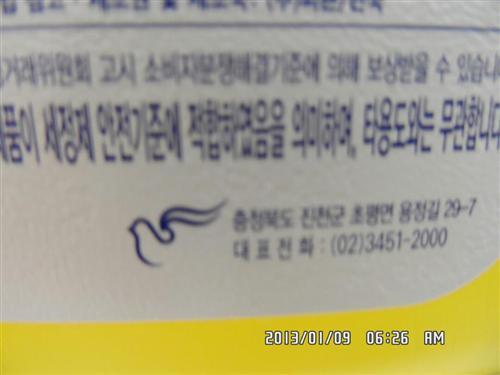 거래위원회 고시 소비자분쟁해결기준에 의해 보상받을 수 있습니
제품이 세정제 안전기준에 적합하였음을 의미하며, 타용도와는 무관합니다
충청북도 진천군 초평면 용정길 29-7
대표전화 : (02)3451-2000
2013/01/09 06:26 AM